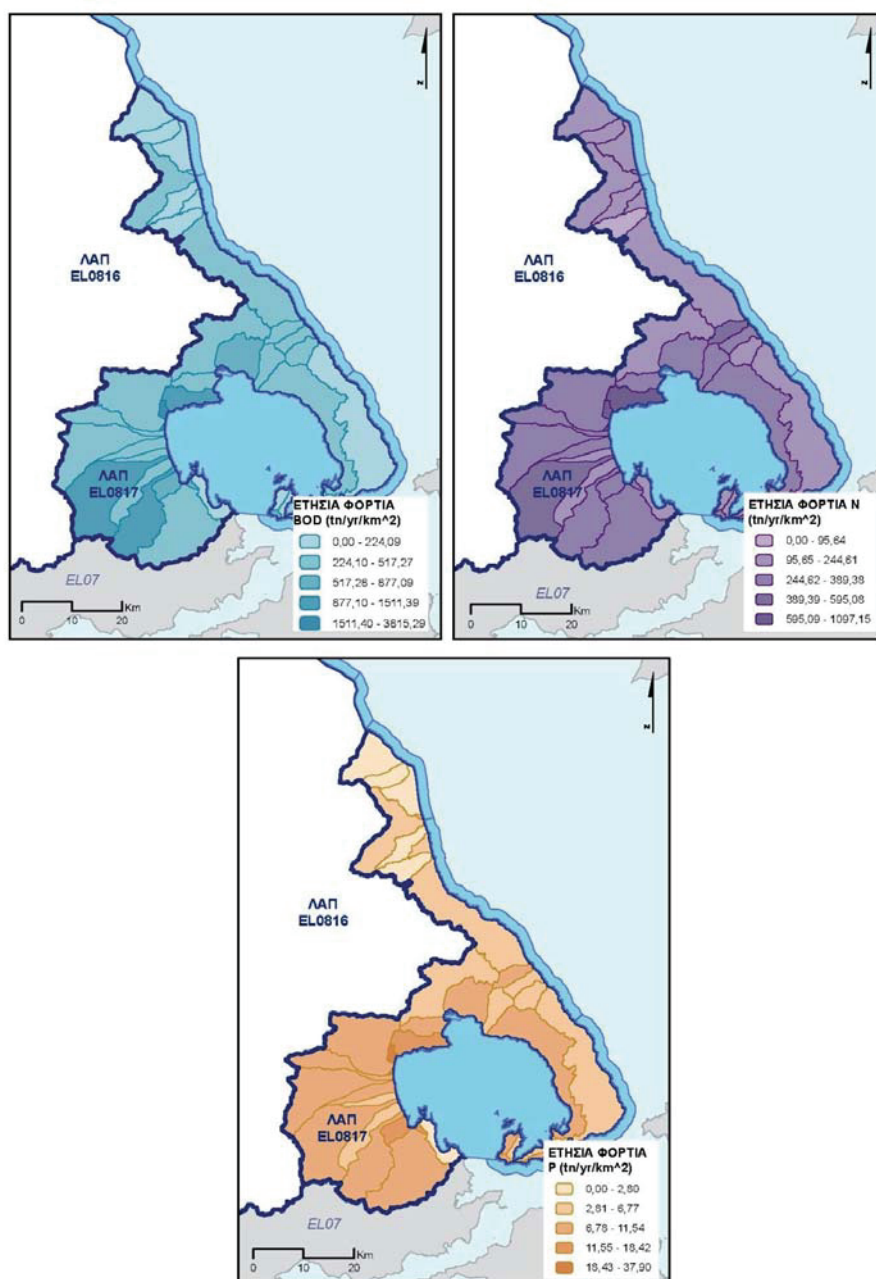 N
ΛΑΠ
EL0816
ΛΑΠ
EL0817
EL07
0 10 20
Km
ΕΤΗΣΙΑ ΦΟΡΤΙΑ
BOD (tn/yr/km^2)
0,00 - 224,09
224,10 - 517,27
517,28 - 877,09
877,10 - 1511,39
1511,40 - 3815,29
N
ΛΑΠ
EL0816
ΛΑΠ
EL0817
EL07
0 10 20
Km
ΕΤΗΣΙΑ ΦΟΡΤΙΑ N
(tn/yr/km^2)
0,00 - 95,64
95,65 - 244,61
244,62 - 389,38
389,39 - 595,08
595,09 - 1097,15
N
ΛΑΠ
EL0816
ΛΑΠ
EL0817
EL07
0 10 20
Km
ΕΤΗΣΙΑ ΦΟΡΤΙΑ
P (tn/yr/km^2)
0,00 - 2,80
2,81 - 6,77
6,78 - 11,54
11,55 - 18,42
18,43 - 37,90